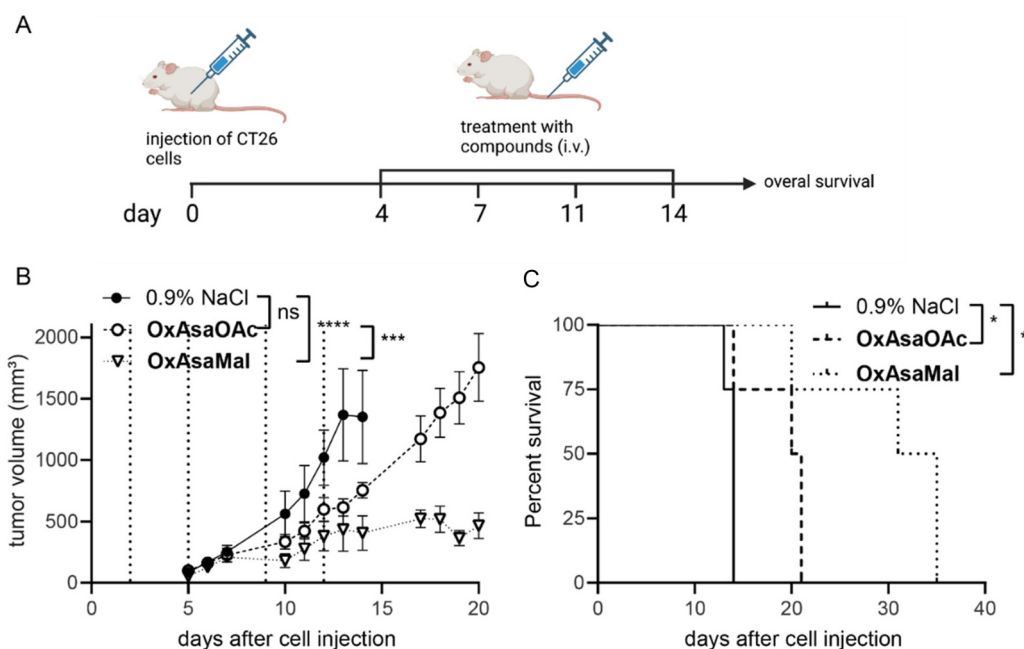 A
injection of CT26
cells
treatment with
compounds (i.v.)
overal survival
day 0 4 7 11 14
B
0.9% NaCl
OxAsaOAc
OxAsaMal
ns
****
***
tumor volume (mm³)
2000
1500
1000
500
0
0 5 10 15 20
days after cell injection
C
0.9% NaCl
OxAsaOAc
OxAsaMal
*
*
Percent survival
100
75
50
25
0
0 10 20 30 40
days after cell injection